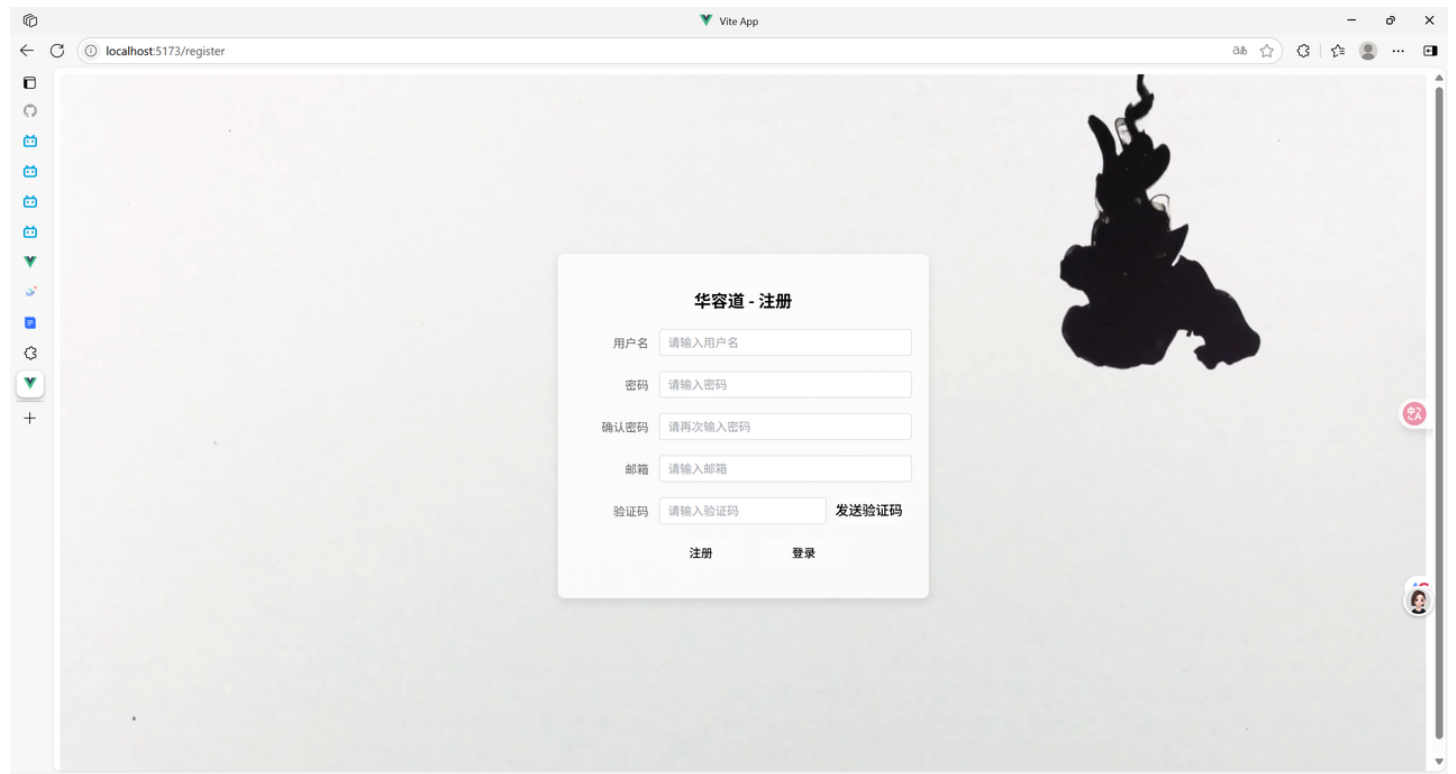 Vite App
localhost:5173/register
aあ
华容道 - 注册
用户名 请输入用户名
密码 请输入密码
确认密码 请再次输入密码
邮箱 请输入邮箱
验证码 请输入验证码 发送验证码
注册 登录